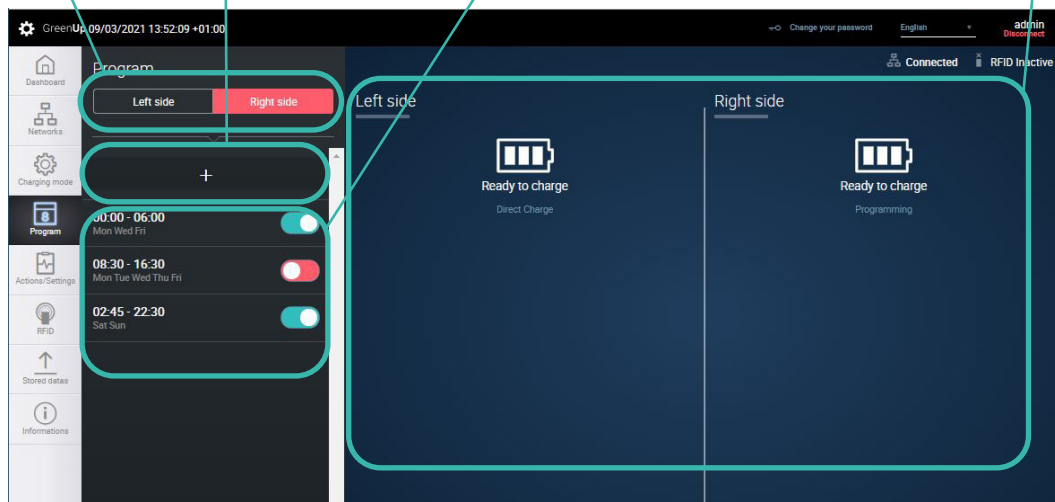 GreenUp 09/03/2021 13:52:09 +01:00
Change your password
English
admin
Disconnect
Connected
RFID Inactive
Dashboard
Networks
Charging mode
Program
Actions/Settings
RFID
Stored datas
Informations
Program
Left side
Right side
+
00:00 - 06:00
Mon Wed Fri
08:30 - 16:30
Mon Tue Wed Thu Fri
02:45 - 22:30
Sat Sun
Left side
Ready to charge
Direct Charge
Right side
Ready to charge
Programming